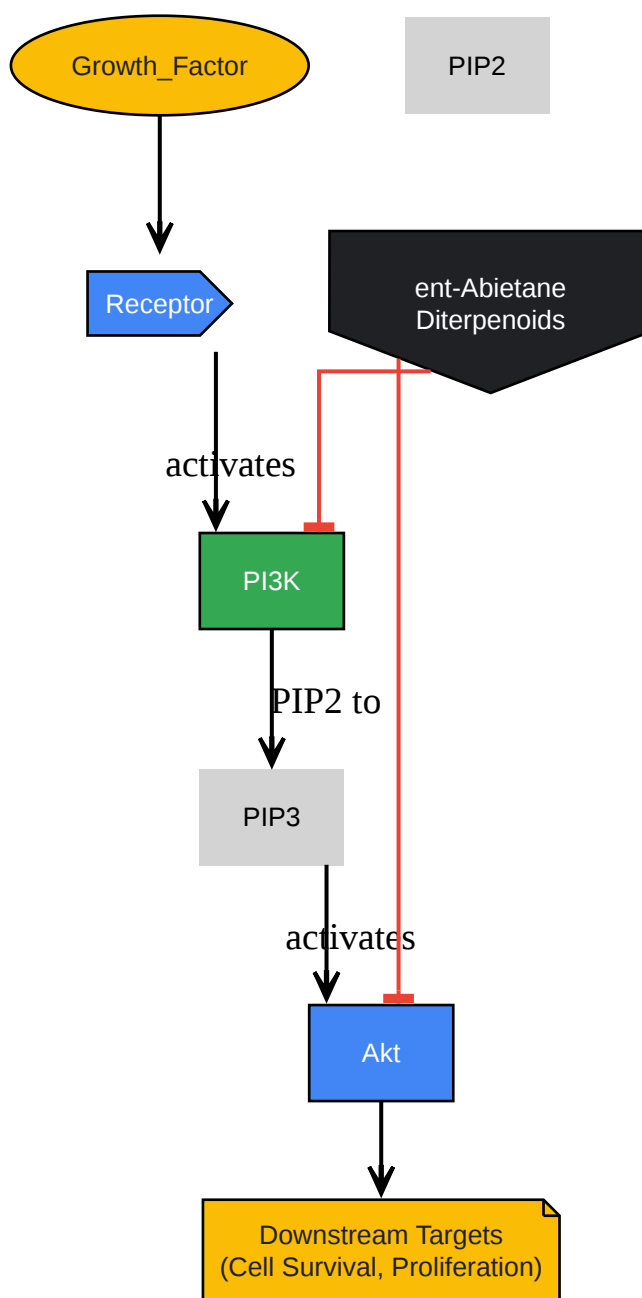 Growth_Factor
PIP2
Receptor
ent-Abietane
Diterpenoids
activates
PI3K
PIP2 to
PIP3
activates
Akt
Downstream Targets
(Cell Survival, Proliferation)